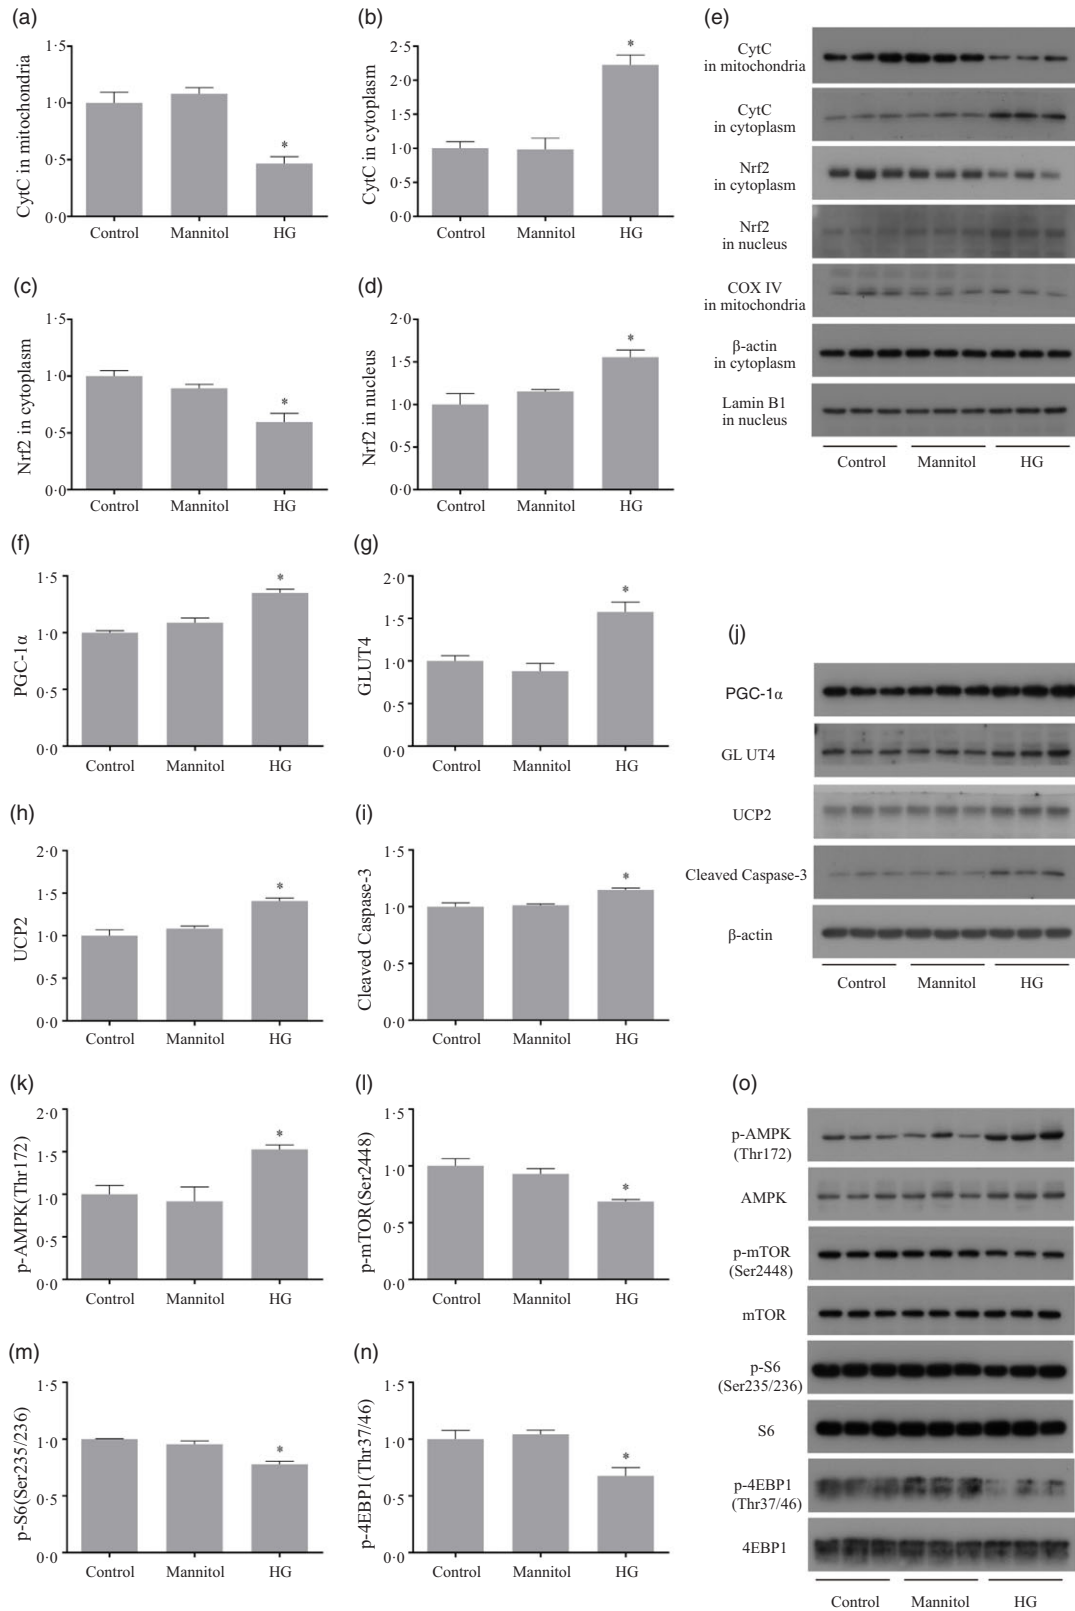 (a)
CytC in mitochondria
1·5
1·0
0·5
0·0
*
Control Mannitol HG
(b)
CytC in cytoplasm
2·5
2·0
1·5
1·0
0·5
0·0
*
Control Mannitol HG
(c)
Nrf2 in cytoplasm
1·5
1·0
0·5
0·0
*
Control Mannitol HG
(d)
Nrf2 in nucleus
2·0
1·5
1·0
0·5
0·0
*
Control Mannitol HG
(e)
CytC
in mitochondria
CytC
in cytoplasm
Nrf2
in cytoplasm
Nrf2
in nucleus
COX IV
in mitochondria
β-actin
in cytoplasm
Lamin B1
in nucleus
Control Mannitol HG
(f)
PGC-1α
1·5
1·0
0·5
0·0
*
Control Mannitol HG
(g)
GLUT4
2·0
1·5
1·0
0·5
0·0
*
Control Mannitol HG
(h)
UCP2
2·0
1·5
1·0
0·5
0·0
*
Control Mannitol HG
(i)
Cleaved Caspase-3
1·5
1·0
0·5
0·0
*
Control Mannitol HG
(j)
PGC-1α
GL UT4
UCP2
Cleaved Caspase-3
β-actin
Control Mannitol HG
(k)
p-AMPK(Thr172)
2·0
1·5
1·0
0·5
0·0
*
Control Mannitol HG
(l)
p-mTOR(Ser2448)
1·5
1·0
0·5
0·0
*
Control Mannitol HG
(m)
p-S6(Ser235/236)
1·5
1·0
0·5
0·0
*
Control Mannitol HG
(n)
p-4EBP1(Thr37/46)
1·5
1·0
0·5
0·0
*
Control Mannitol HG
(o)
p-AMPK
(Thr172)
AMPK
p-mTOR
(Ser2448)
mTOR
p-S6
(Ser235/236)
S6
p-4EBP1
(Thr37/46)
4EBP1
Control Mannitol HG